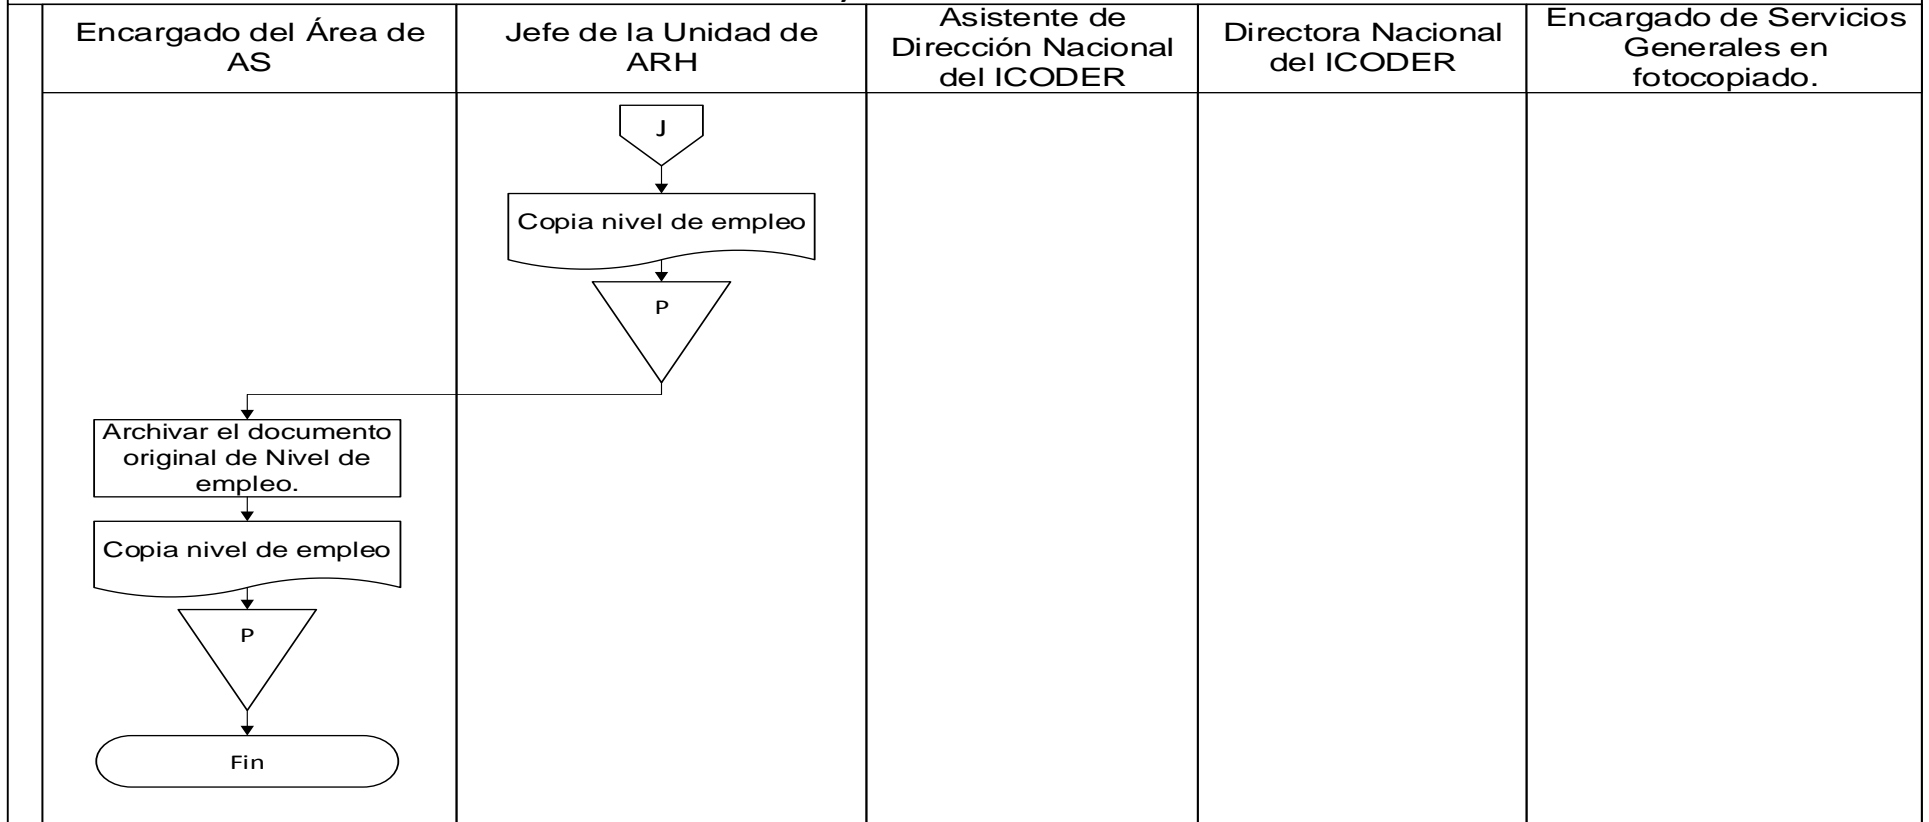 Encargado del Área de
AS
Jefe de la Unidad de
ARH
Asistente de
Dirección Nacional
del ICODER
Directora Nacional
del ICODER
Encargado de Servicios
Generales en
fotocopiado.
J
Copia nivel de empleo
P
Archivar el documento
original de Nivel de
empleo.
Copia nivel de empleo
P
Fin